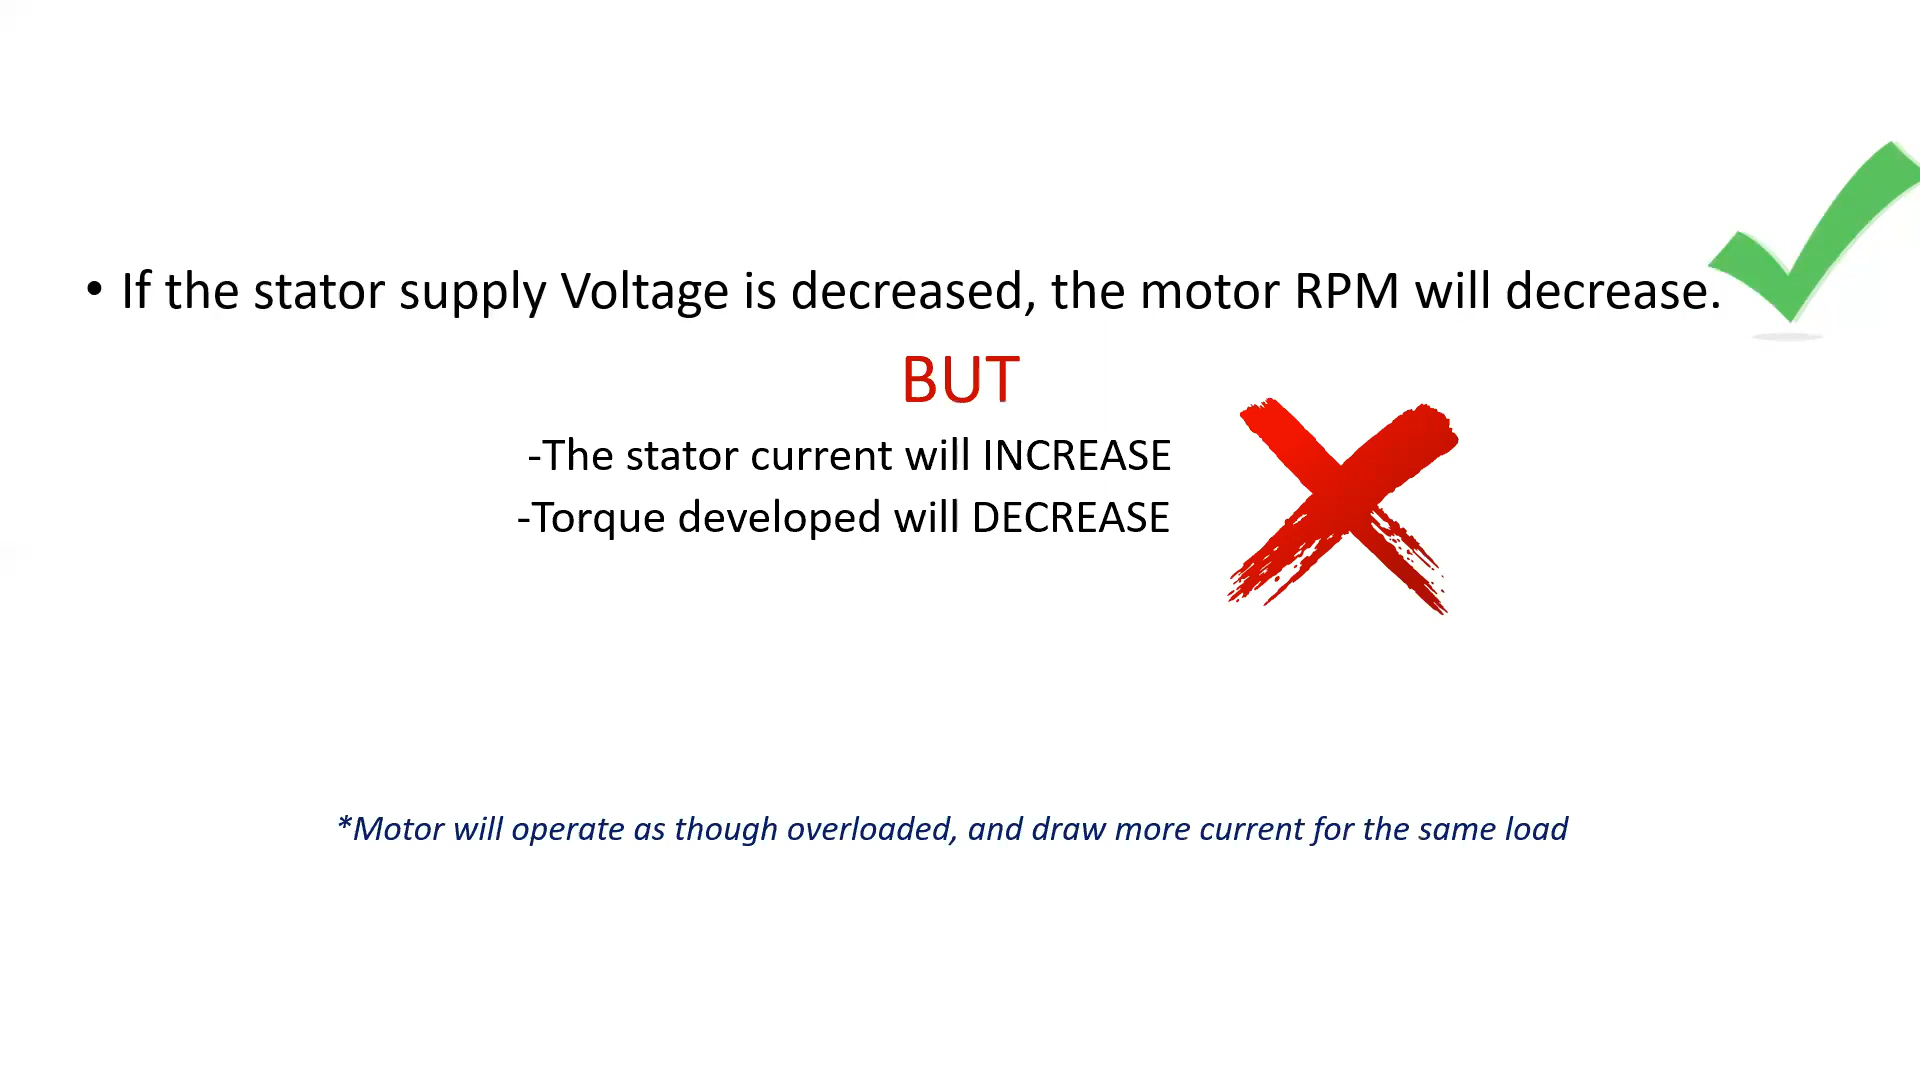 • If the stator supply Voltage is decreased, the motor RPM will decrease.
BUT
-The stator current will INCREASE
-Torque developed will DECREASE
*Motor will operate as though overloaded, and draw more current for the same load